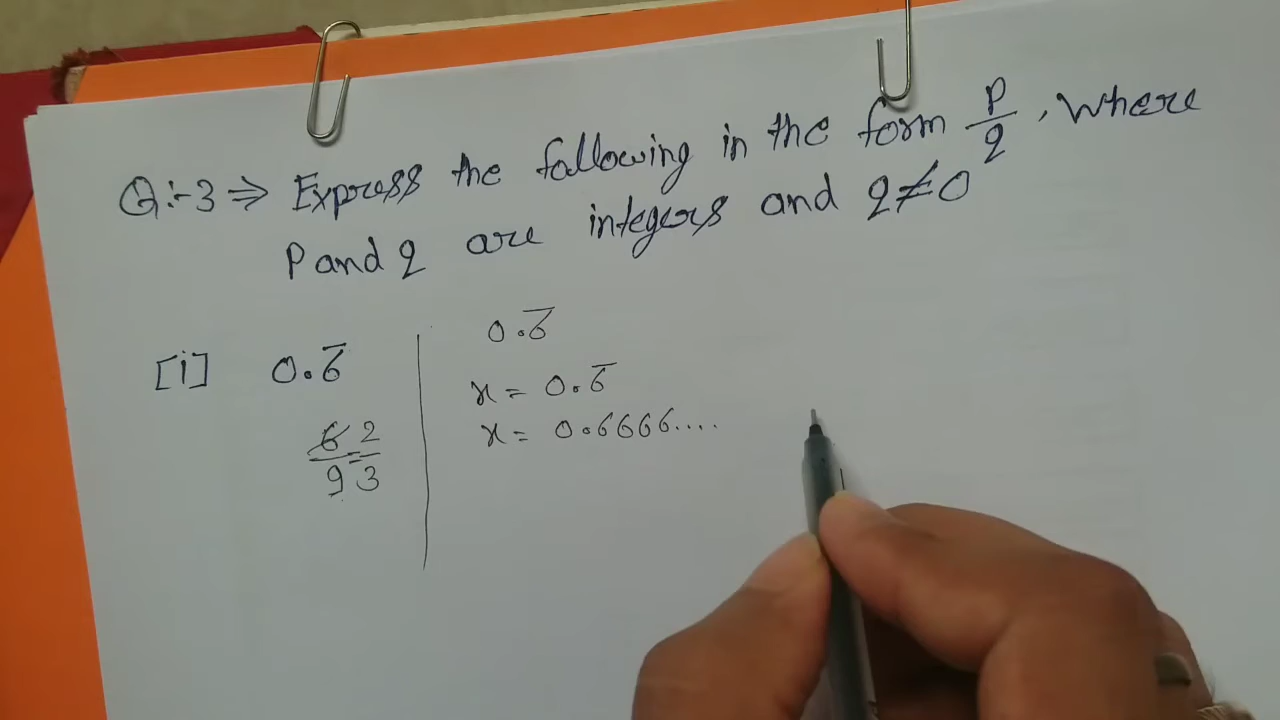 Q:-3⇒ Express the following in the form P/q, where
P and q are integers and q≠0
[i] 0.6̅
6/9=2/3
0.6̅
x = 0.6̅
x = 0.6666....